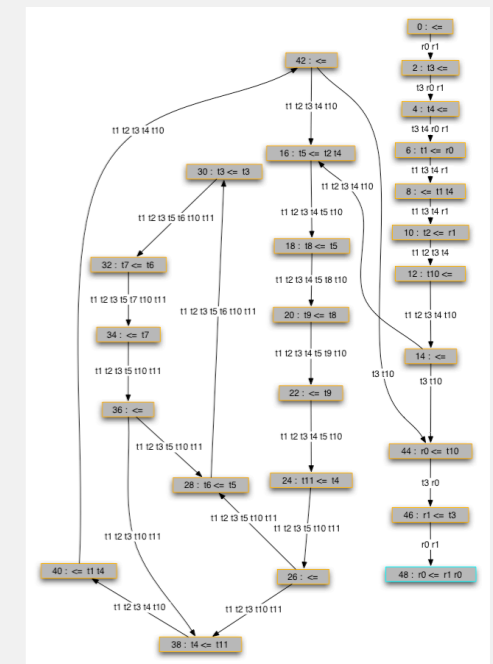 0 : <=
r0 r1
2 : t3 <=
t3 r0 r1
4 : t4 <=
t3 t4 r0 r1
6 : t1 <= r0
t1 t3 t4 r1
8 : <= t1 t4
t1 t3 t4 r1
10 : t2 <= r1
t1 t2 t3 t4
12 : t10 <=
t1 t2 t3 t4 t10
14 : <=
t3 t10
t1 t2 t3 t4 t10
42 : <=
t1 t2 t3 t4 t10
t3 t10
16 : t5 <= t2 t4
t1 t2 t3 t4 t5 t10
18 : t8 <= t5
t1 t2 t3 t4 t5 t8 t10
20 : t9 <= t8
t1 t2 t3 t4 t5 t9 t10
22 : <= t9
t1 t2 t3 t4 t5 t10
24 : t11 <= t4
t1 t2 t3 t5 t10 t11
26 : <=
t1 t2 t3 t5 t10 t11
t1 t2 t3 t10 t11
28 : t6 <= t5
t1 t2 t3 t5 t6 t10 t11
30 : t3 <= t3
t1 t2 t3 t5 t6 t10 t11
32 : t7 <= t6
t1 t2 t3 t5 t7 t10 t11
34 : <= t7
t1 t2 t3 t5 t10 t11
36 : <=
t1 t2 t3 t5 t10 t11
t1 t2 t3 t10 t11
38 : t4 <= t11
t1 t2 t3 t4 t10
40 : <= t1 t4
t1 t2 t3 t4 t10
44 : r0 <= t10
t3 r0
46 : r1 <= t3
r0 r1
48 : r0 <= r1 r0